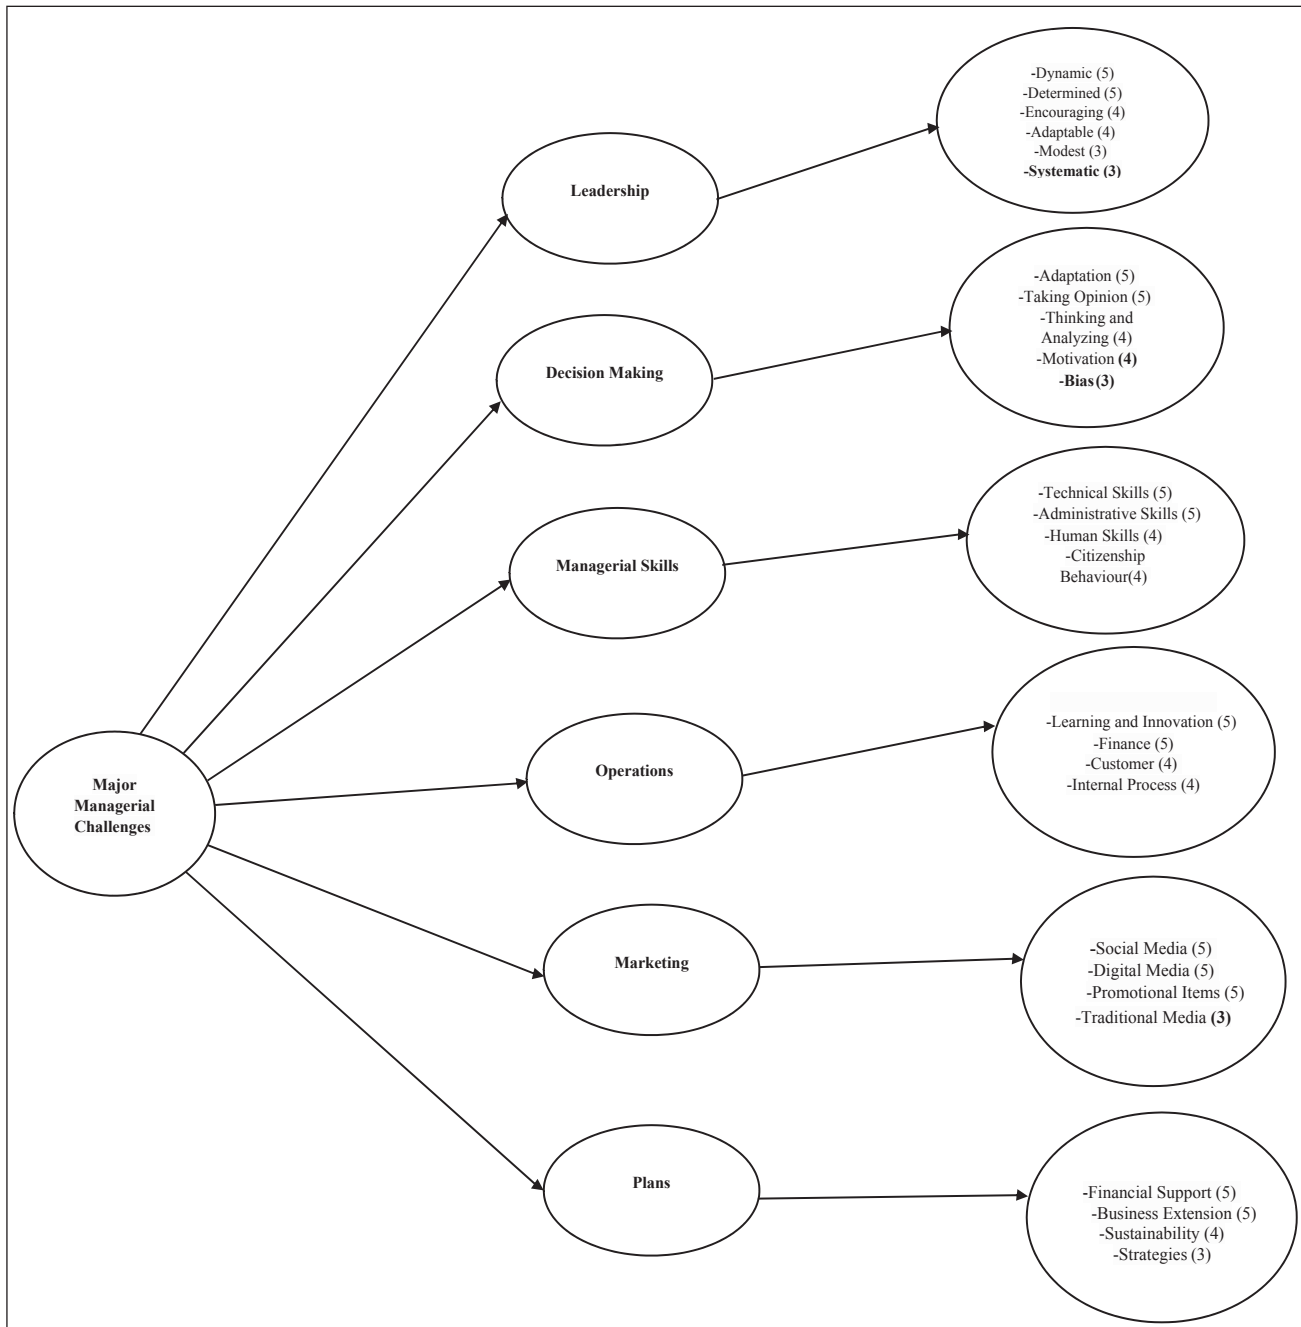 Major
Managerial
Challenges
Leadership
-Dynamic (5)
-Determined (5)
-Encouraging (4)
-Adaptable (4)
-Modest (3)
-Systematic (3)
Decision Making
-Adaptation (5)
-Taking Opinion (5)
-Thinking and
Analyzing (4)
-Motivation (4)
-Bias (3)
Managerial Skills
-Technical Skills (5)
-Administrative Skills (5)
-Human Skills (4)
-Citizenship
Behaviour(4)
Operations
-Learning and Innovation (5)
-Finance (5)
-Customer (4)
-Internal Process (4)
Marketing
-Social Media (5)
-Digital Media (5)
-Promotional Items (5)
-Traditional Media (3)
Plans
-Financial Support (5)
-Business Extension (5)
-Sustainability (4)
-Strategies (3)